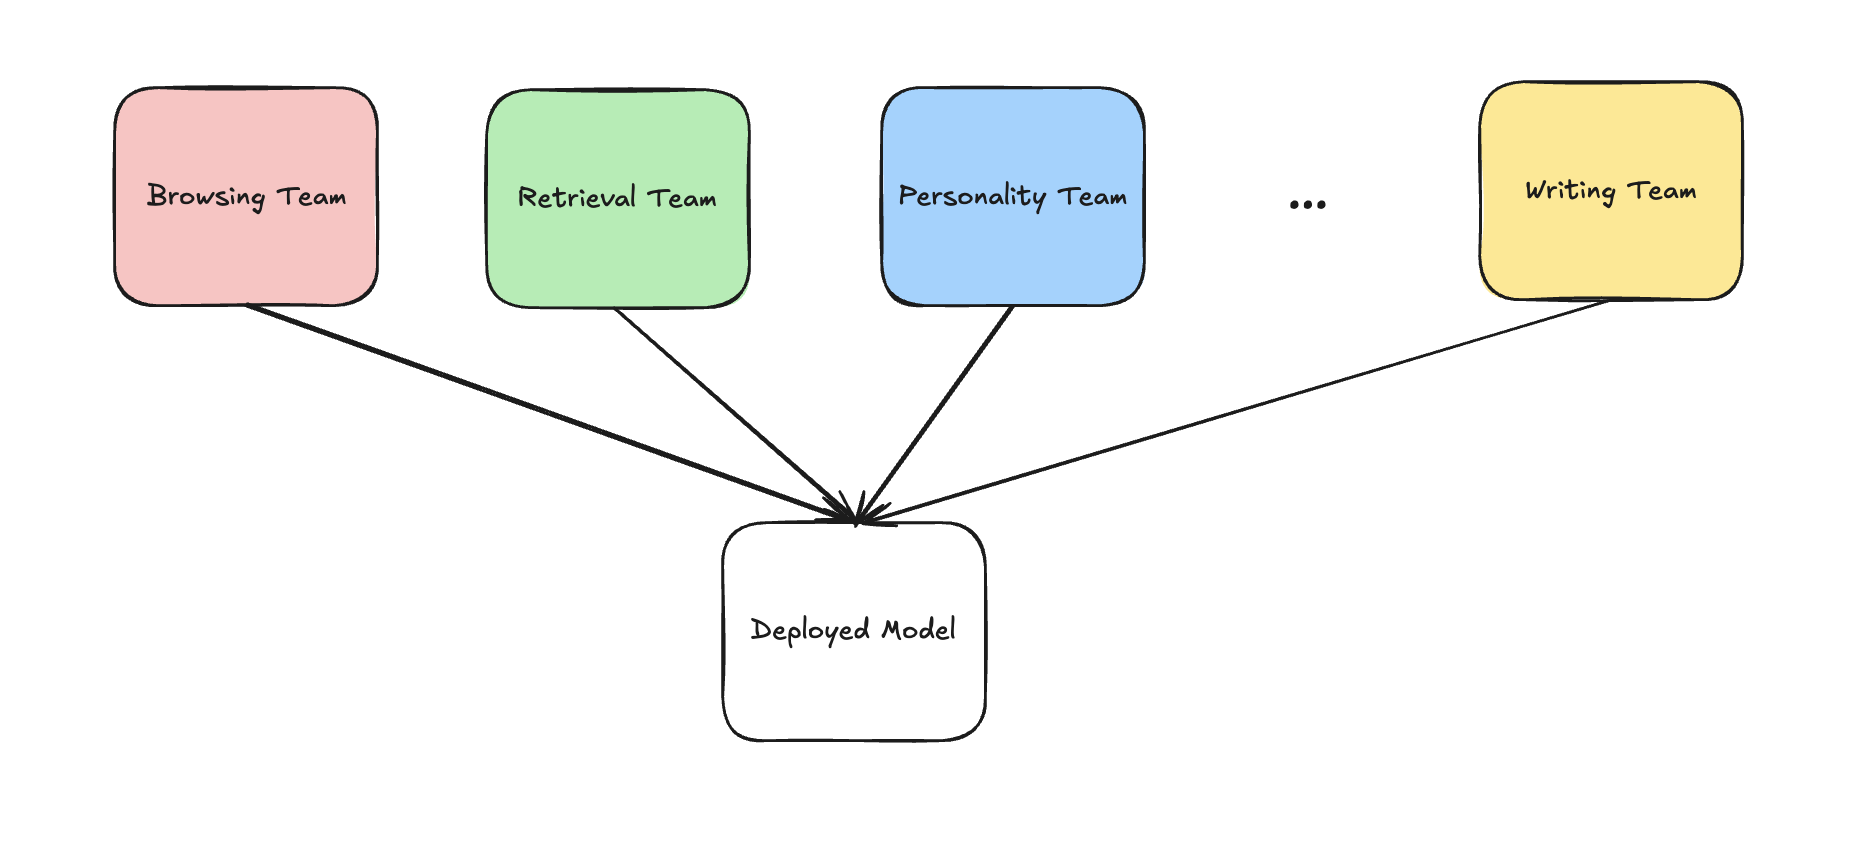 Browsing Team
Retrieval Team
Personality Team
...
Writing Team
Deployed Model